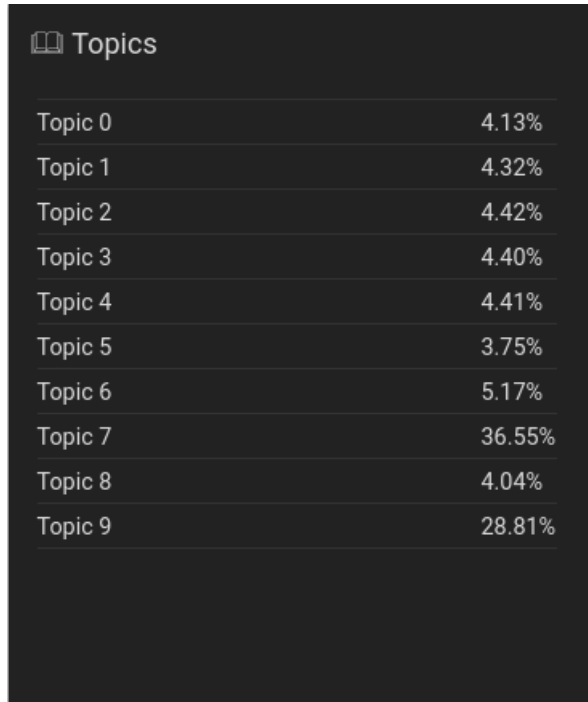 Topics
Topic 0 4.13%
Topic 1 4.32%
Topic 2 4.42%
Topic 3 4.40%
Topic 4 4.41%
Topic 5 3.75%
Topic 6 5.17%
Topic 7 36.55%
Topic 8 4.04%
Topic 9 28.81%